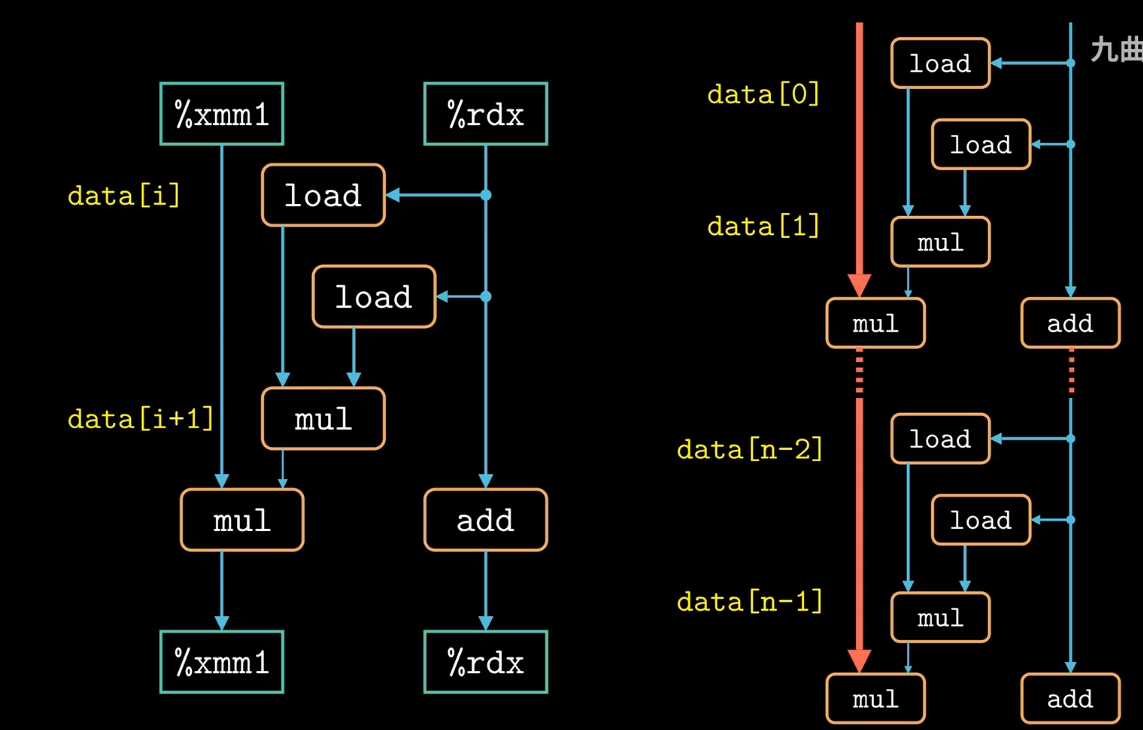 %xmm1
%rdx
data[i]
load
load
data[i+1]
mul
mul
add
%xmm1
%rdx
九曲
data[0]
load
load
data[1]
mul
mul
add
data[n-2]
load
load
data[n-1]
mul
mul
add